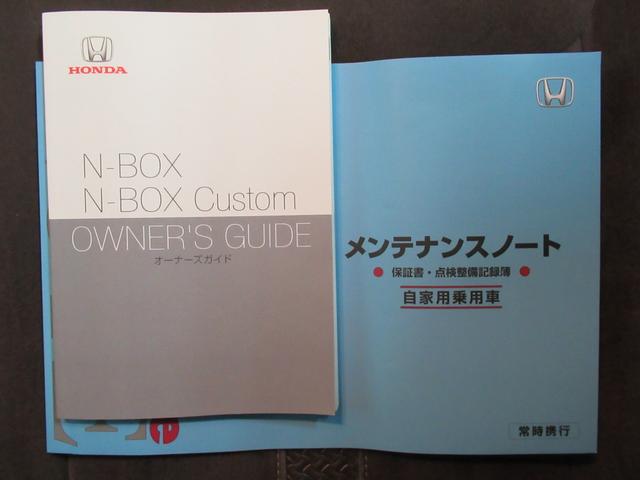 HONDA
N-BOX
N-BOX Custom
OWNER'S GUIDE
オーナーズガイド
メンテナンスノート
保証書・点検整備記録簿
自家用乗用車
常時携行